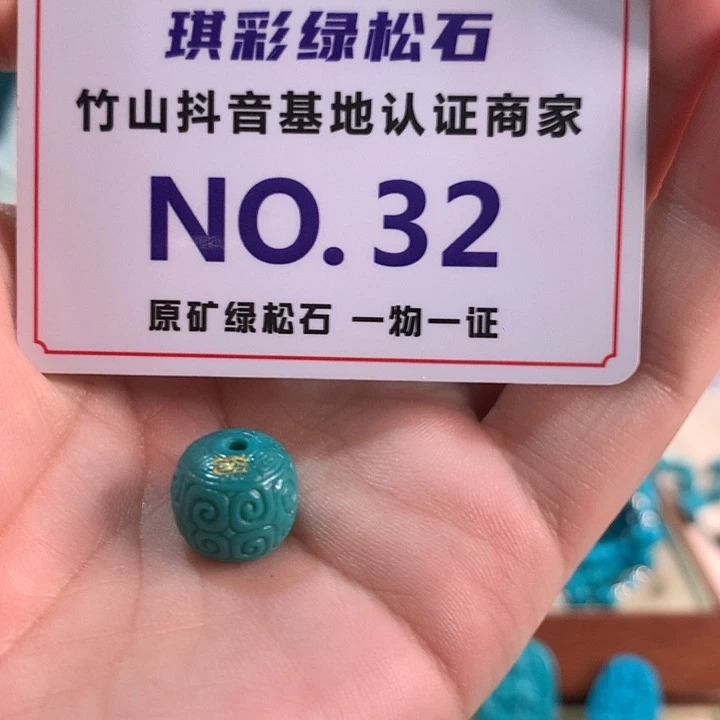 琪彩绿松石
竹山抖音基地认证商家
NO.32
原矿绿松石 一物一证